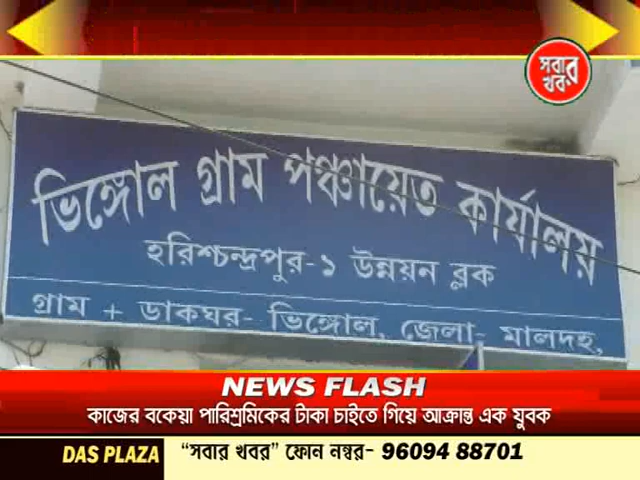 সবার
খবর
ভিঙ্গোল গ্রাম পঞ্চায়েত কার্যালয়
হরিশ্চন্দ্রপুর-১ উন্নয়ন ব্লক
গ্রাম + ডাকঘর- ভিঙ্গোল, জেলা- মালদহ,
NEWS FLASH
কাজের বকেয়া পারিশ্রমিকের টাকা চাইতে গিয়ে আক্রান্ত এক যুবক
DAS PLAZA “সবার খবর” ফোন নম্বর- 96094 88701